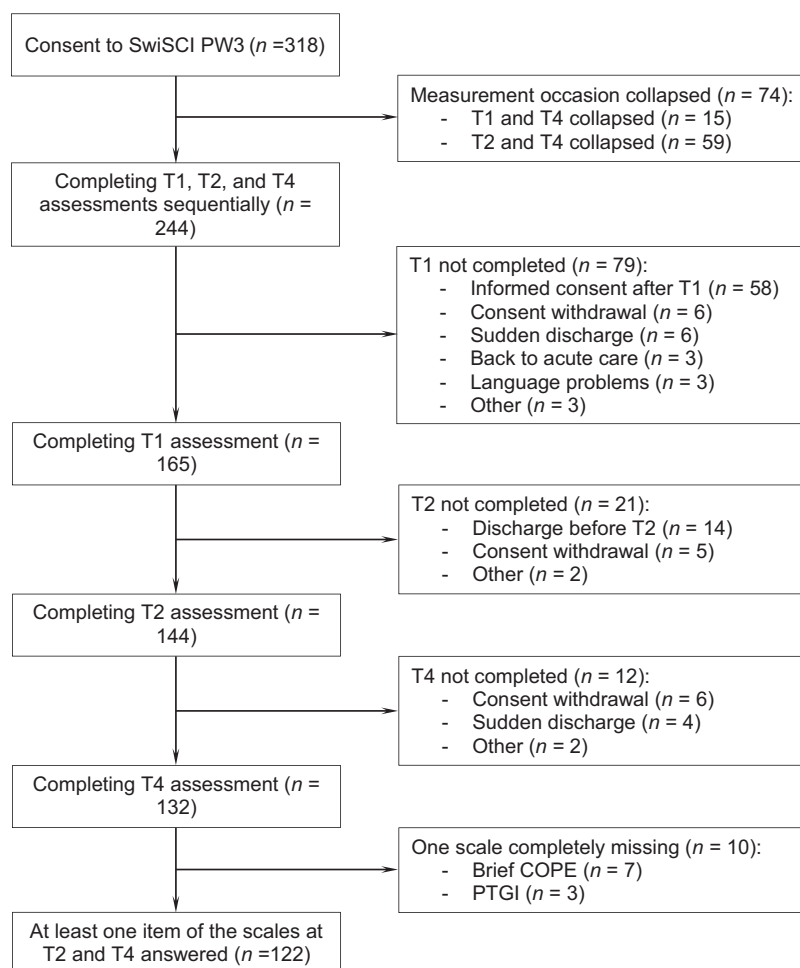 Consent to SwiSCI PW3 (n =318)
Measurement occasion collapsed (n = 74):
- T1 and T4 collapsed (n = 15)
- T2 and T4 collapsed (n = 59)
Completing T1, T2, and T4
assessments sequentially (n =
244)
T1 not completed (n = 79):
- Informed consent after T1 (n = 58)
- Consent withdrawal (n = 6)
- Sudden discharge (n = 6)
- Back to acute care (n = 3)
- Language problems (n = 3)
- Other (n = 3)
Completing T1 assessment (n =
165)
T2 not completed (n = 21):
- Discharge before T2 (n = 14)
- Consent withdrawal (n = 5)
- Other (n = 2)
Completing T2 assessment (n =
144)
T4 not completed (n = 12):
- Consent withdrawal (n = 6)
- Sudden discharge (n = 4)
- Other (n = 2)
Completing T4 assessment (n =
132)
One scale completely missing (n = 10):
- Brief COPE (n = 7)
- PTGI (n = 3)
At least one item of the scales at
T2 and T4 answered (n =122)